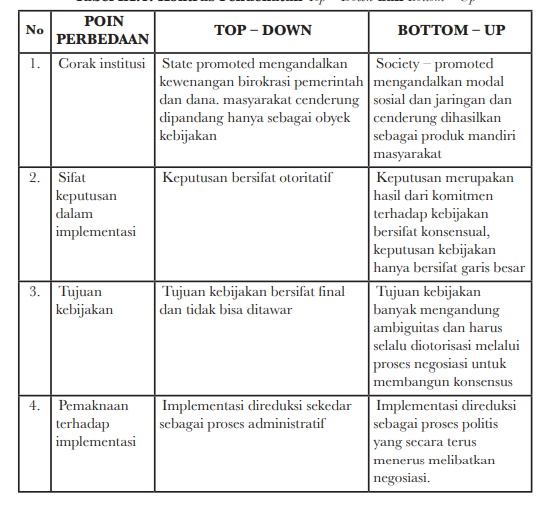 No POIN PERBEDAAN TOP – DOWN BOTTOM – UP
1. Corak institusi
State promoted mengandalkan
kewenangan birokrasi pemerintah
dan dana. masyarakat cenderung
dipandang hanya sebagai obyek
kebijakan
Society – promoted
mengandalkan modal
sosial dan jaringan dan
cenderung dihasilkan
sebagai produk mandiri
masyarakat
2. Sifat
keputusan
dalam
implementasi
Keputusan bersifat otoritatif
Keputusan merupakan
hasil dari komitmen
terhadap kebijakan
bersifat konsensual,
keputusan kebijakan
hanya bersifat garis besar
3. Tujuan
kebijakan
Tujuan kebijakan bersifat final
dan tidak bisa ditawar
Tujuan kebijakan
banyak mengandung
ambiguitas dan harus
selalu diotorisasi melalui
proses negosiasi untuk
membangun konsensus
4. Pemaknaan
terhadap
implementasi
Implementasi direduksi sekedar
sebagai proses administratif
Implementasi direduksi
sebagai proses politis
yang secara terus
menerus melibatkan
negosiasi.